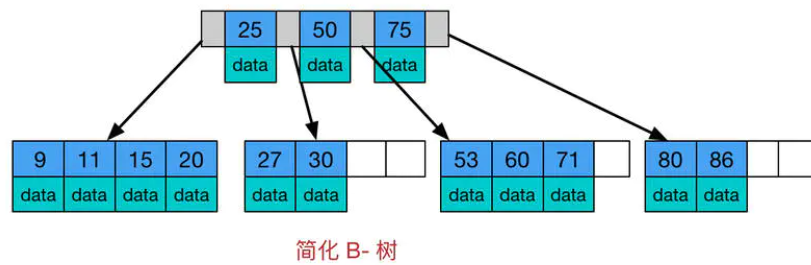 25 50 75
data data data
9 11 15 20 27 30 53 60 71 80 86
data data data data data data data data data data data
简化 B- 树